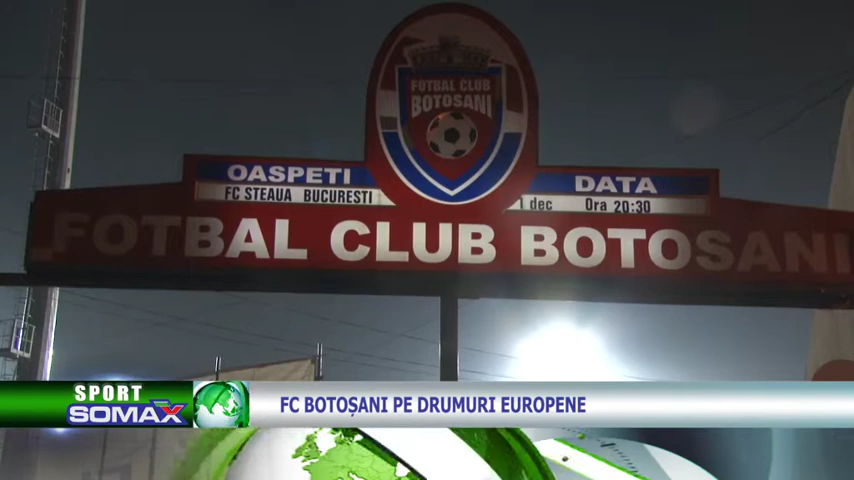 FOTBAL CLUB
BOTOSANI
OASPETI
FC STEAUA BUCURESTI
DATA
1 dec Ora 20:30
FOTBAL CLUB BOTOSANI
SPORT
SOMAX
FC BOTOȘANI PE DRUMURI EUROPENE